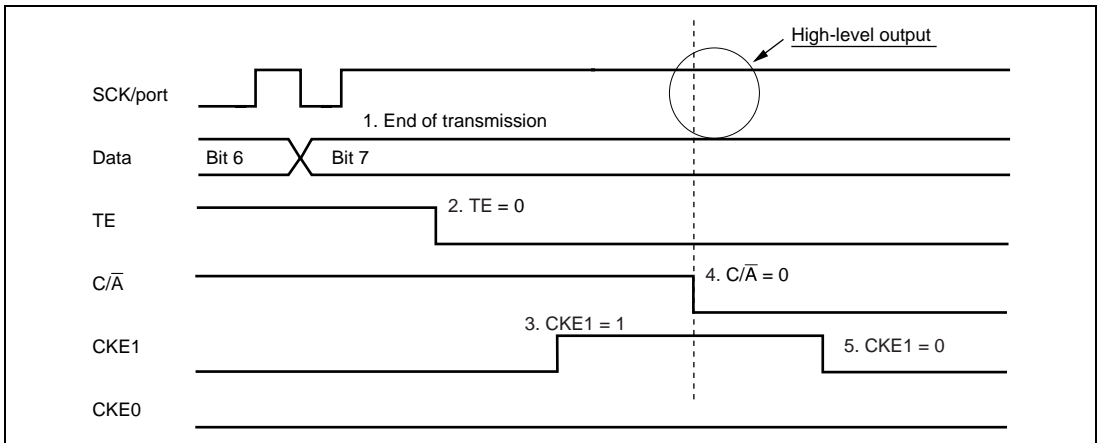 High-level output
SCK/port
1. End of transmission
Data
Bit 6
Bit 7
TE
2. TE = 0
C/A̅
4. C/A̅ = 0
3. CKE1 = 1
CKE1
5. CKE1 = 0
CKE0